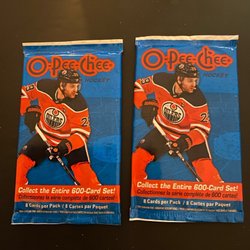 O-Pee-Chee
HOCKEY
Collect the Entire 600-Card Set!
Collectionnez la série complète de 600 cartes!
8 Cards per Pack / 8 Cartes par Paquet
O-Pee-Chee
HOCKEY
Collect the Entire 600-Card Set!
Collectionnez la série complète de 600 cartes!
8 Cards per Pack / 8 Cartes par Paquet